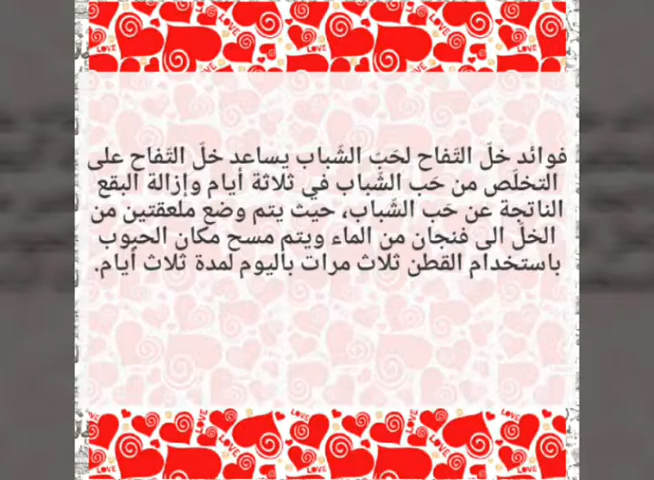 فوائد خلّ التّفاح لحَبّ الشَباب يساعد خلّ التّفاح على
التخلّص من حَب الشّباب في ثلاثة أيام وإزالة البقع
الناتجة عن حَب الشّباب، حيث يتم وضع ملعقتين من
الخلّ الى فنجان من الماء ويتم مسح مكان الحبوب
باستخدام القطن ثلاث مرات باليوم لمدة ثلاث أيام.
LOVE